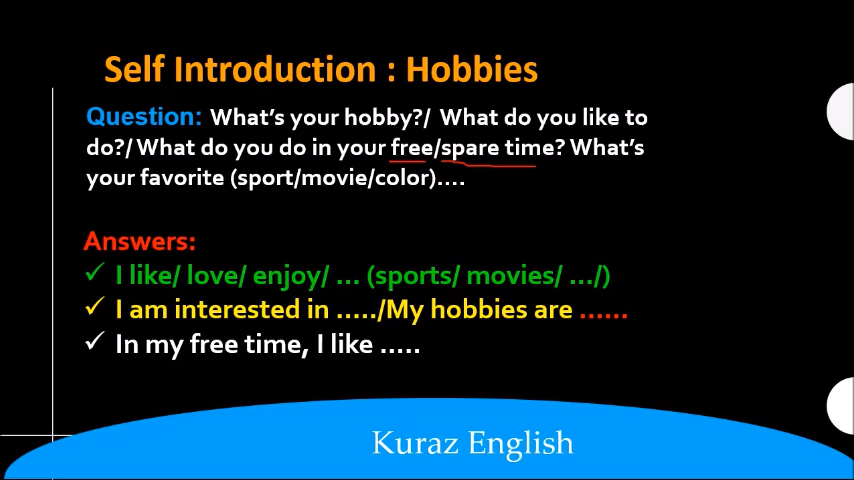 Self Introduction : Hobbies
Question: What's your hobby?/ What do you like to
do?/ What do you do in your free/spare time? What's
your favorite (sport/movie/color)....
Answers:
✓ I like/ love/ enjoy/ ... (sports/ movies/ .../)
✓ I am interested in ...../My hobbies are ......
✓ In my free time, I like .....
Kuraz English